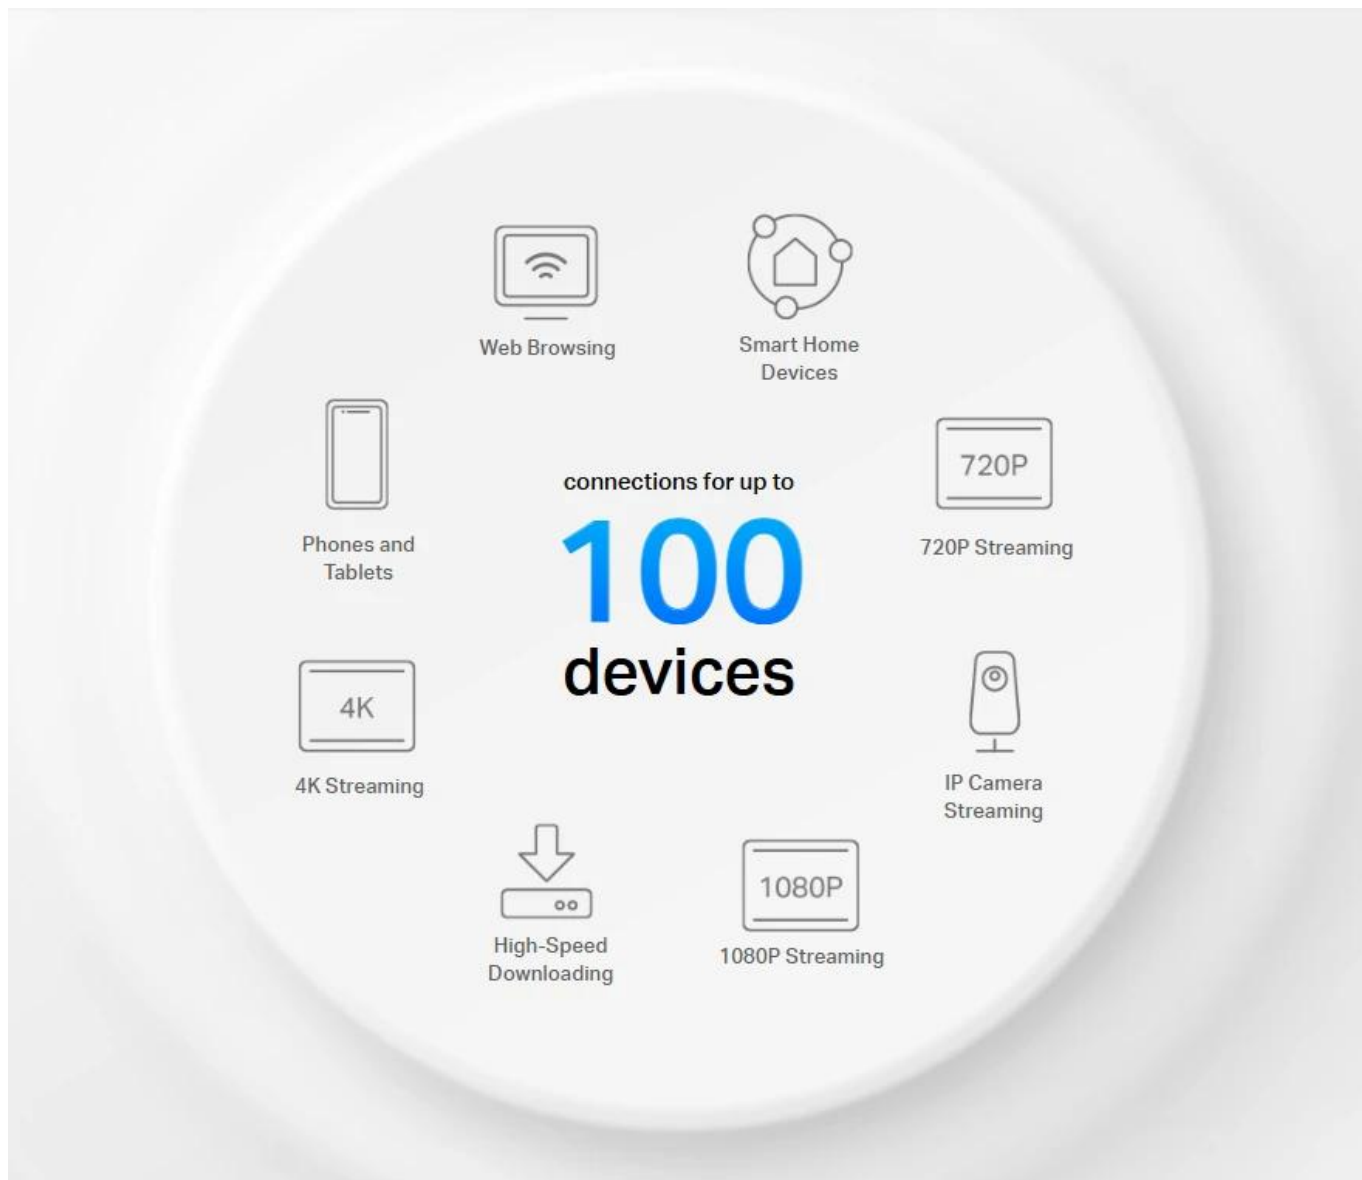 Web Browsing
Smart Home
Devices
720P
720P Streaming
Phones and
Tablets
connections for up to
100
devices
4K
4K Streaming
IP Camera
Streaming
High-Speed
Downloading
1080P
1080P Streaming